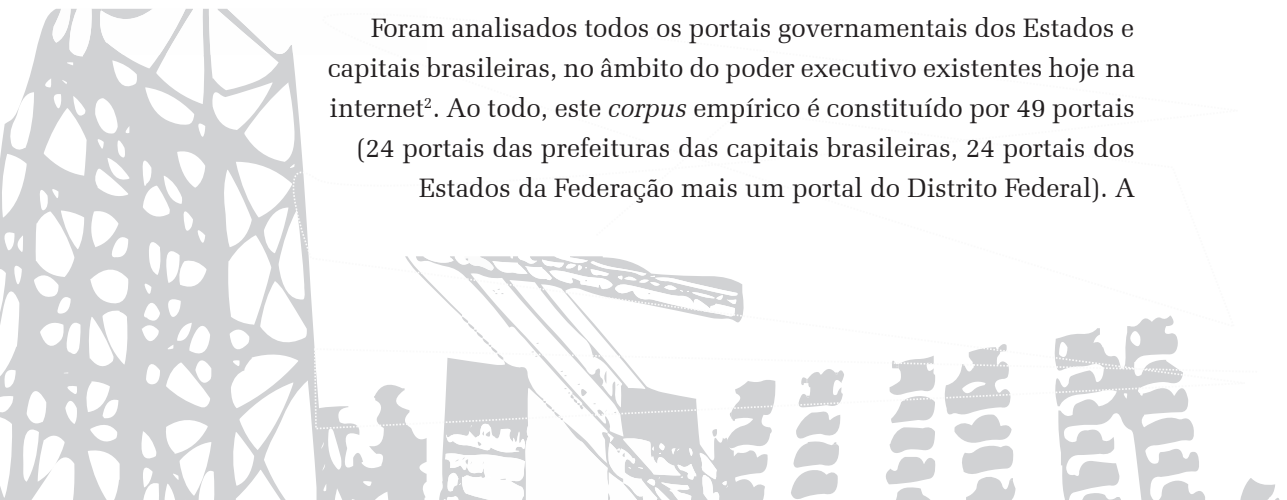 Foram analisados todos os portais governamentais dos Estados e
capitais brasileiras, no âmbito do poder executivo existentes hoje na
internet². Ao todo, este corpus empírico é constituído por 49 portais
(24 portais das prefeituras das capitais brasileiras, 24 portais dos
Estados da Federação mais um portal do Distrito Federal). A